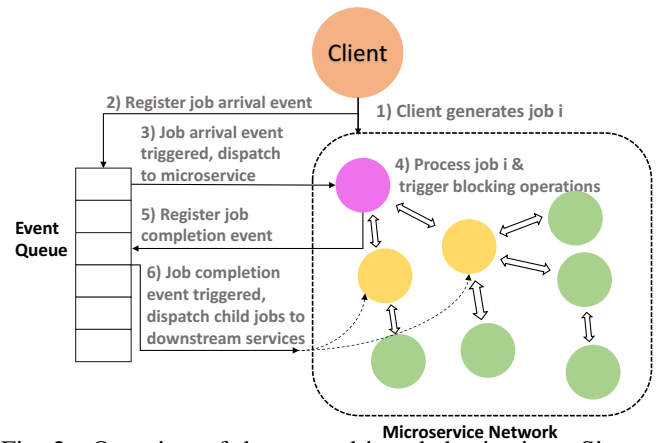 Client
2) Register job arrival event
1) Client generates job i
3) Job arrival event
triggered, dispatch
to microservice
4) Process job i &
trigger blocking operations
5) Register job
completion event
Event
Queue
6) Job completion
event triggered,
dispatch child jobs to
downstream services
Microservice Network